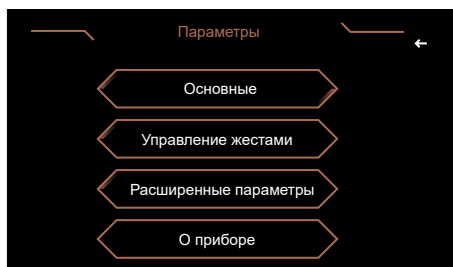 Параметры
Основные
Управление жестами
Расширенные параметры
О приборе